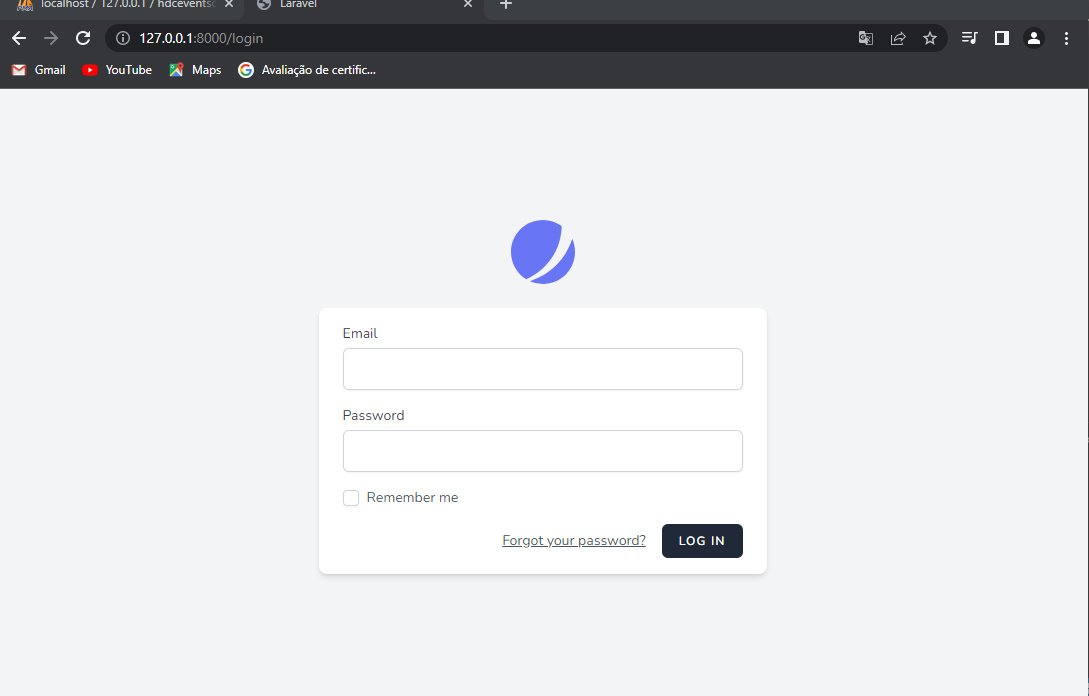 localhost / 127.0.0.1 / hdcevents
Laravel
127.0.0.1:8000/login
Gmail
YouTube
Maps
Avaliação de certific...
Email
Password
Remember me
Forgot your password?
LOG IN